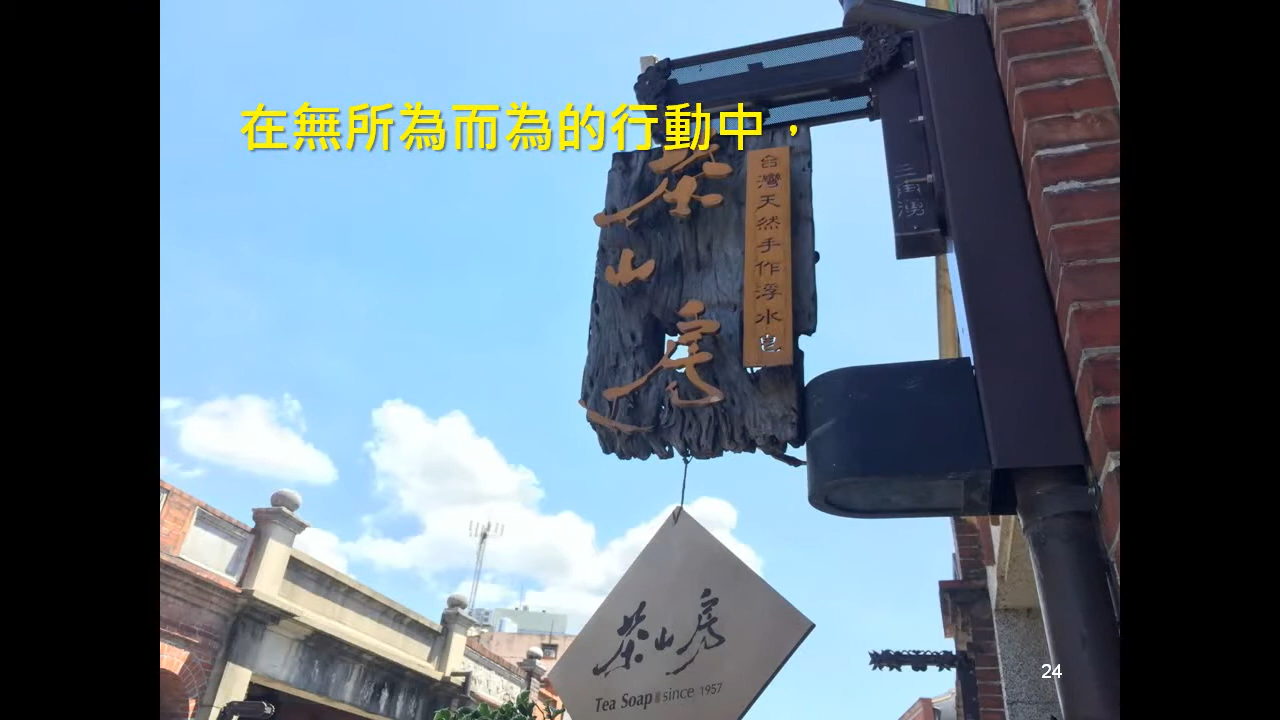 在無所為而為的行動中，
茶山房
台灣天然手作浮水皂
三角湧
茶山房
Tea Soap since 1957
24